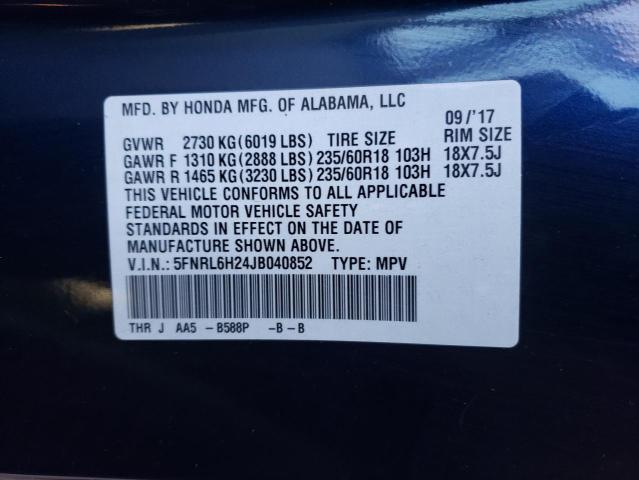 MFD. BY HONDA MFG. OF ALABAMA, LLC 09/'17
GVWR 2730 KG(6019 LBS) TIRE SIZE RIM SIZE
GAWR F 1310 KG(2888 LBS)235/60R18 103H 18X7.5J
GAWR R 1465 KG(3230 LBS)235/60R18 103H 18X7.5J
THIS VEHICLE CONFORMS TO ALL APPLICABLE
FEDERAL MOTOR VEHICLE SAFETY
STANDARDS IN EFFECT ON THE DATE OF
MANUFACTURE SHOWN ABOVE.
V.I.N.: 5FNRL6H24JB040852 TYPE: MPV
THR J AA5 -B588P -B-B